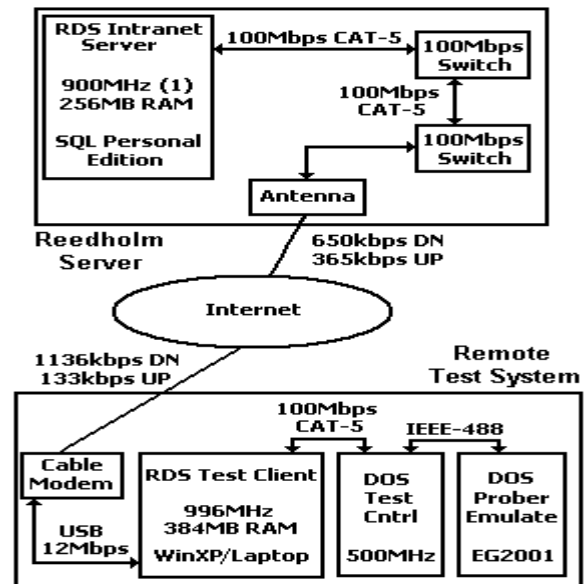 RDS Intranet
Server
900MHz (1)
256MB RAM
SQL Personal
Edition
100Mbps CAT-5
100Mbps
Switch
100Mbps
CAT-5
100Mbps
Switch
Antenna
Reedholm
Server
650kbps DN
365kbps UP
Internet
1136kbps DN
133kbps UP
Remote
Test System
100Mbps
CAT-5
IEEE-488
Cable
Modem
USB
12Mbps
RDS Test Client
996MHz
384MB RAM
WinXP/Laptop
DOS
Test
Cntrl
500MHz
DOS
Prober
Emulate
EG2001